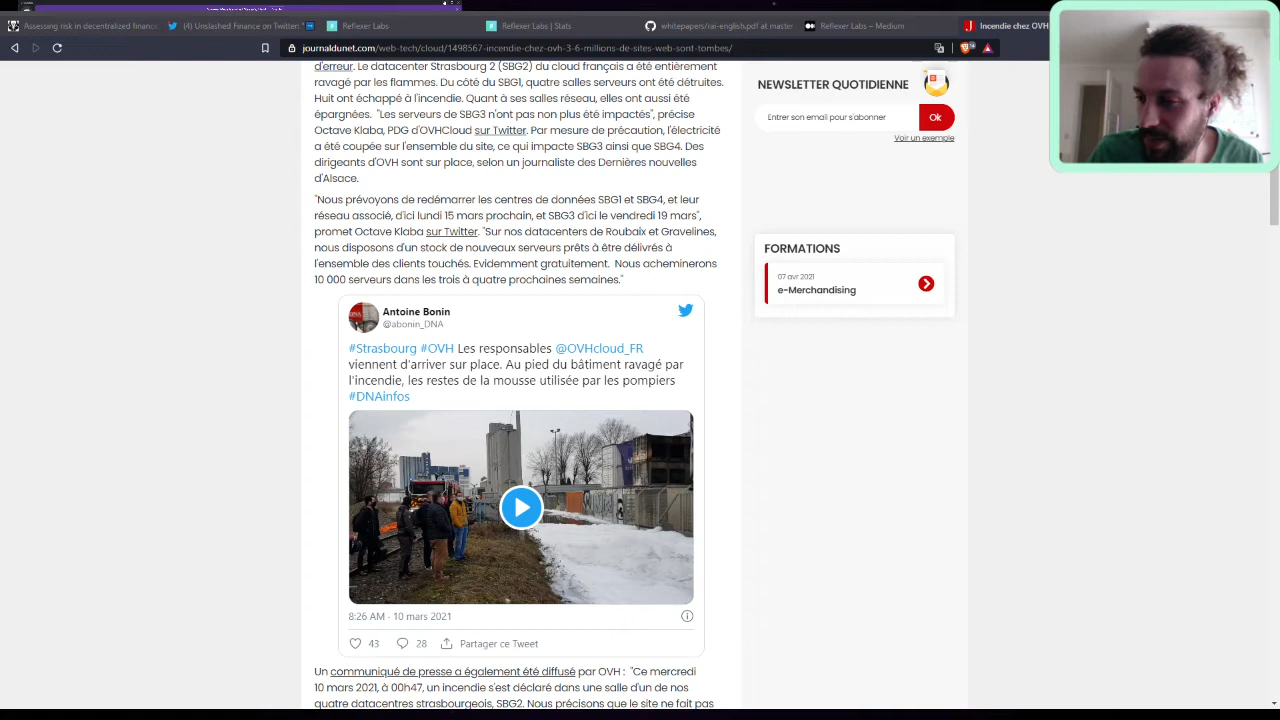 Assessing risk in decentralized finance
(4) Unslashed Finance on Twitter:
Reflexer Labs
Reflexer Labs | Stats
whitepapers/rai-english.pdf at master
Reflexer Labs – Medium
Incendie chez OVH
journaldunet.com/web-tech/cloud/1498567-incendie-chez-ovh-3-6-millions-de-sites-web-sont-tombes/
d'erreur. Le datacenter Strasbourg 2 (SBG2) du cloud français a été entièrement
ravagé par les flammes. Du côté du SBG1, quatre salles serveurs ont été détruites.
Huit ont échappé à l'incendie. Quant à ses salles réseau, elles ont aussi été
épargnées. "Les serveurs de SBG3 n'ont pas non plus été impactés", précise
Octave Klaba, PDG d'OVHCloud sur Twitter. Par mesure de précaution, l'électricité
a été coupée sur l'ensemble du site, ce qui impacte SBG3 ainsi que SBG4. Des
dirigeants d'OVH sont sur place, selon un journaliste des Dernières nouvelles
d'Alsace.
"Nous prévoyons de redémarrer les centres de données SBG1 et SBG4, et leur
réseau associé, d'ici lundi 15 mars prochain, et SBG3 d'ici le vendredi 19 mars",
promet Octave Klaba sur Twitter. "Sur nos datacenters de Roubaix et Gravelines,
nous disposons d'un stock de nouveaux serveurs prêts à être délivrés à
l'ensemble des clients touchés. Evidemment gratuitement. Nous acheminerons
10 000 serveurs dans les trois à quatre prochaines semaines."
Antoine Bonin
@abonin_DNA
#Strasbourg #OVH Les responsables @OVHcloud_FR
viennent d'arriver sur place. Au pied du bâtiment ravagé par
l'incendie, les restes de la mousse utilisée par les pompiers
#DNAinfos
8:26 AM · 10 mars 2021
43
28
Partager ce Tweet
Un communiqué de presse a également été diffusé par OVH : "Ce mercredi
10 mars 2021, à 00h47, un incendie s'est déclaré dans une salle d'un de nos
quatre datacentres strasbourgeois, SBG2. Nous précisons que le site ne fait pas
NEWSLETTER QUOTIDIENNE
Entrer son email pour s'abonner
Ok
Voir un exemple
FORMATIONS
07 avr 2021
e-Merchandising